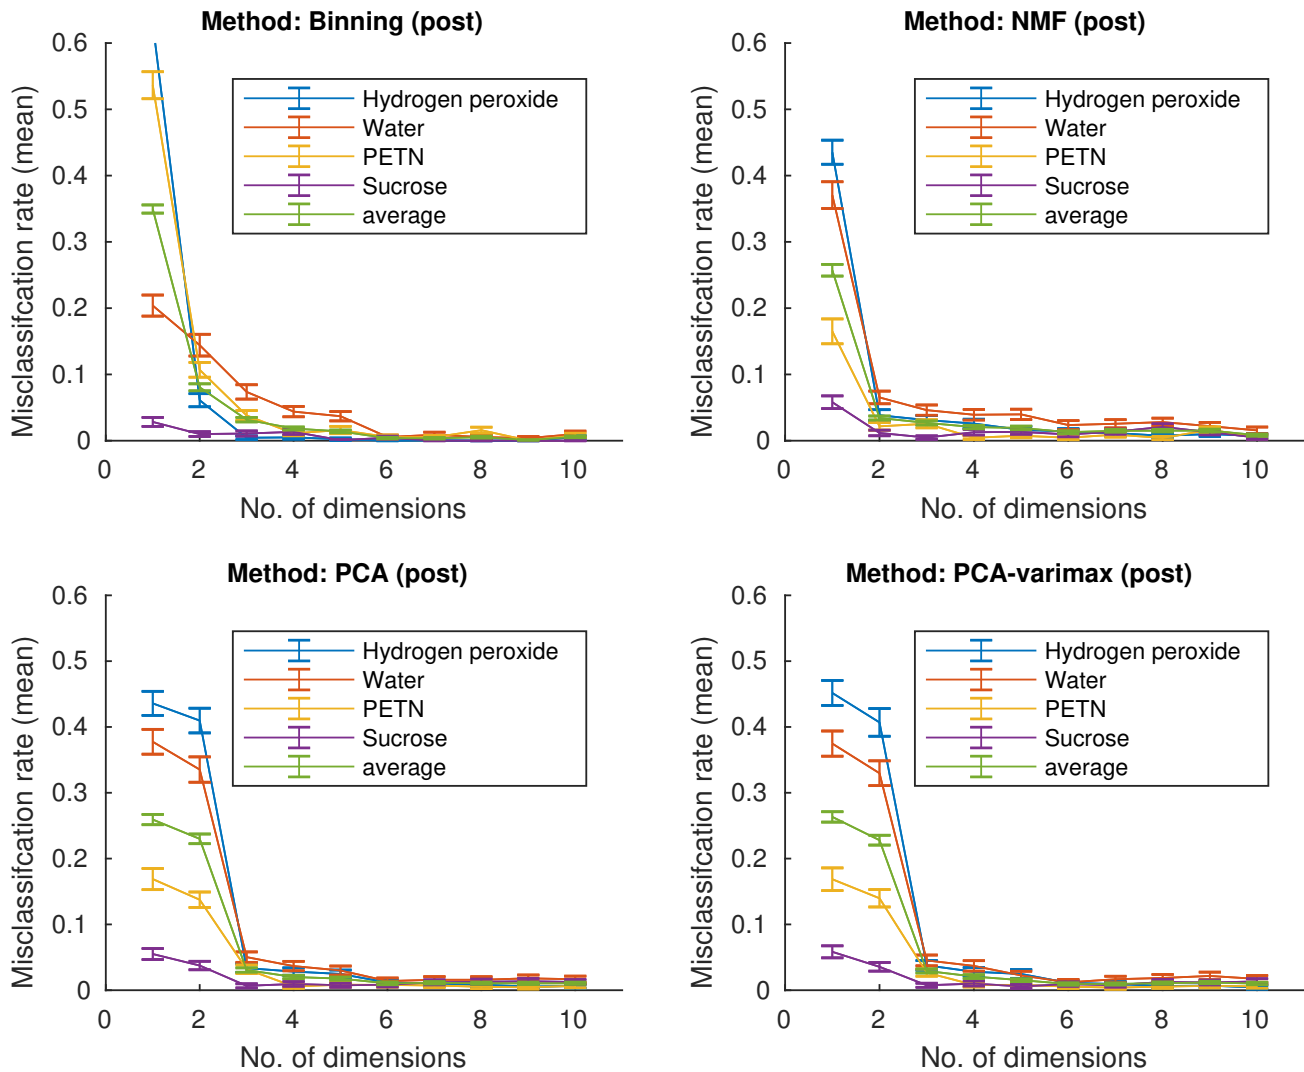 Method: Binning (post)
0.6
0.5
0.4
0.3
0.2
0.1
0
Misclassifcation rate (mean)
Hydrogen peroxide
Water
PETN
Sucrose
average
0 2 4 6 8 10
No. of dimensions
Method: NMF (post)
0.6
0.5
0.4
0.3
0.2
0.1
0
Misclassifcation rate (mean)
Hydrogen peroxide
Water
PETN
Sucrose
average
0 2 4 6 8 10
No. of dimensions
Method: PCA (post)
0.6
0.5
0.4
0.3
0.2
0.1
0
Misclassifcation rate (mean)
Hydrogen peroxide
Water
PETN
Sucrose
average
0 2 4 6 8 10
No. of dimensions
Method: PCA-varimax (post)
0.6
0.5
0.4
0.3
0.2
0.1
0
Misclassifcation rate (mean)
Hydrogen peroxide
Water
PETN
Sucrose
average
0 2 4 6 8 10
No. of dimensions